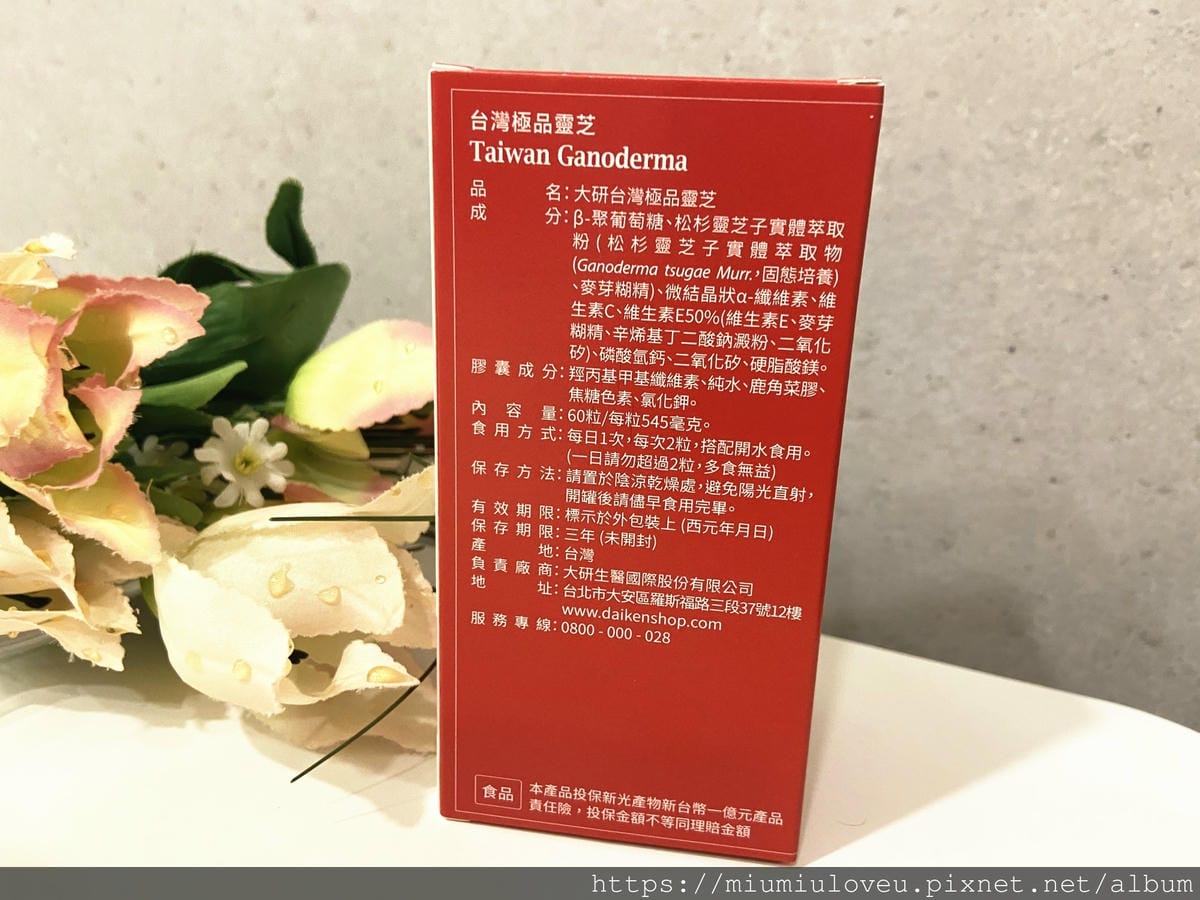 台灣極品靈芝
Taiwan Ganoderma
品名：大研台灣極品靈芝
成分：β-聚葡萄糖、松杉靈芝子實體萃取
粉(松杉靈芝子實體萃取物
(Ganoderma tsugae Murr.，固態培養)
、麥芽糊精)、微結晶狀α-纖維素、維
生素C、維生素E50%(維生素E、麥芽
糊精、辛烯基丁二酸鈉澱粉、二氧化
矽)、磷酸氫鈣、二氧化矽、硬脂酸鎂。
膠囊成分：羥丙基甲基纖維素、純水、鹿角菜膠、
焦糖色素、氯化鉀。
內容量：60粒/每粒545毫克。
食用方式：每日1次，每次2粒，搭配開水食用。
(一日請勿超過2粒，多食無益)
保存方法：請置於陰涼乾燥處，避免陽光直射，
開罐後請儘早食用完畢。
有效期限：標示於外包裝上 (西元年月日)
保存期限：三年 (未開封)
產地：台灣
負責廠商：大研生醫國際股份有限公司
地址：台北市大安區羅斯福路三段37號12樓
www.daikenshop.com
服務專線：0800 - 000 - 028
食品 本產品投保新光產物新台幣一億元產品
責任險，投保金額不等同理賠金額
https://miumiuloveu.pixnet.net/album